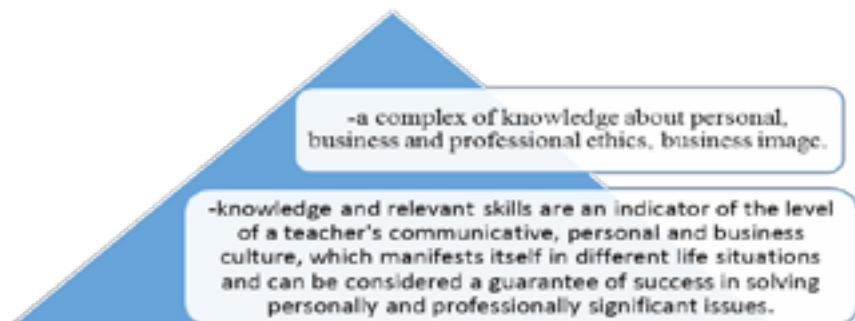 -a complex of knowledge about personal,
business and professional ethics, business image.
-knowledge and relevant skills are an indicator of the level
of a teacher's communicative, personal and business
culture, which manifests itself in different life situations
and can be considered a guarantee of success in solving
personally and professionally significant issues.